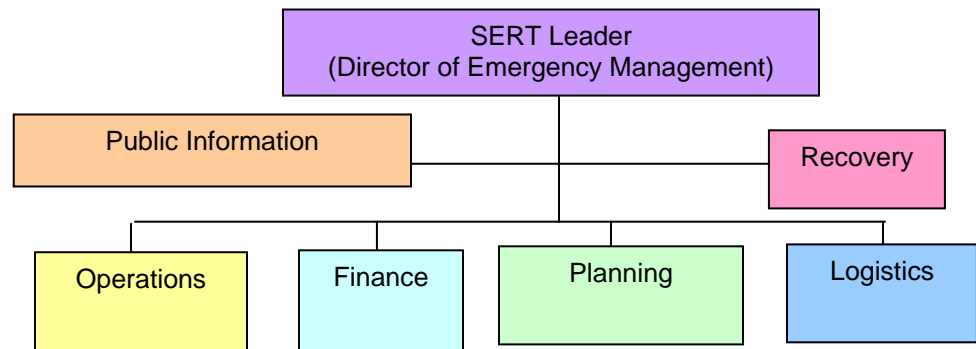 SERT Leader
(Director of Emergency Management)
Public Information
Recovery
Operations
Finance
Planning
Logistics